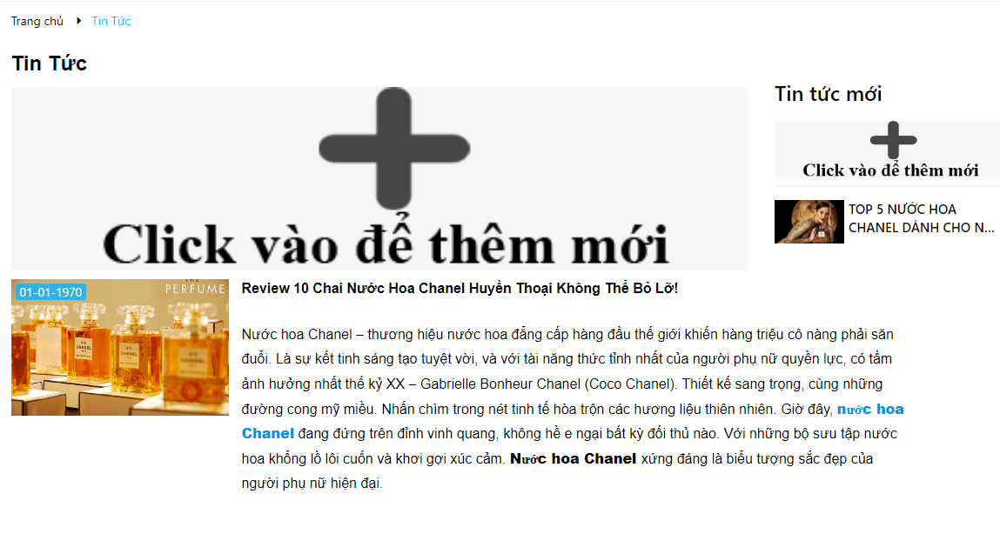 Trang chủ
Tin Tức
Tin Tức
Click vào để thêm mới
01-01-1970
THE
PERFUME
N°5
CHANEL
N°5
CHANEL
Review 10 Chai Nước Hoa Chanel Huyền Thoại Không Thể Bỏ Lỡ!
Nước hoa Chanel – thương hiệu nước hoa đẳng cấp hàng đầu thế giới khiến hàng triệu cô nàng phải săn
đuổi. Là sự kết tinh sáng tạo tuyệt vời, và với tài năng thức tỉnh nhất của người phụ nữ quyền lực, có tầm
ảnh hưởng nhất thế kỷ XX – Gabrielle Bonheur Chanel (Coco Chanel). Thiết kế sang trọng, cùng những
đường cong mỹ miều. Nhấn chìm trong nét tinh tế hòa trộn các hương liệu thiên nhiên. Giờ đây, nước hoa
Chanel đang đứng trên đỉnh vinh quang, không hề e ngại bất kỳ đối thủ nào. Với những bộ sưu tập nước
hoa khổng lồ lôi cuốn và khơi gợi xúc cảm. Nước hoa Chanel xứng đáng là biểu tượng sắc đẹp của
người phụ nữ hiện đại.
Tin tức mới
Click vào để thêm mới
TOP 5 NƯỚC HOA
CHANEL DÀNH CHO N...